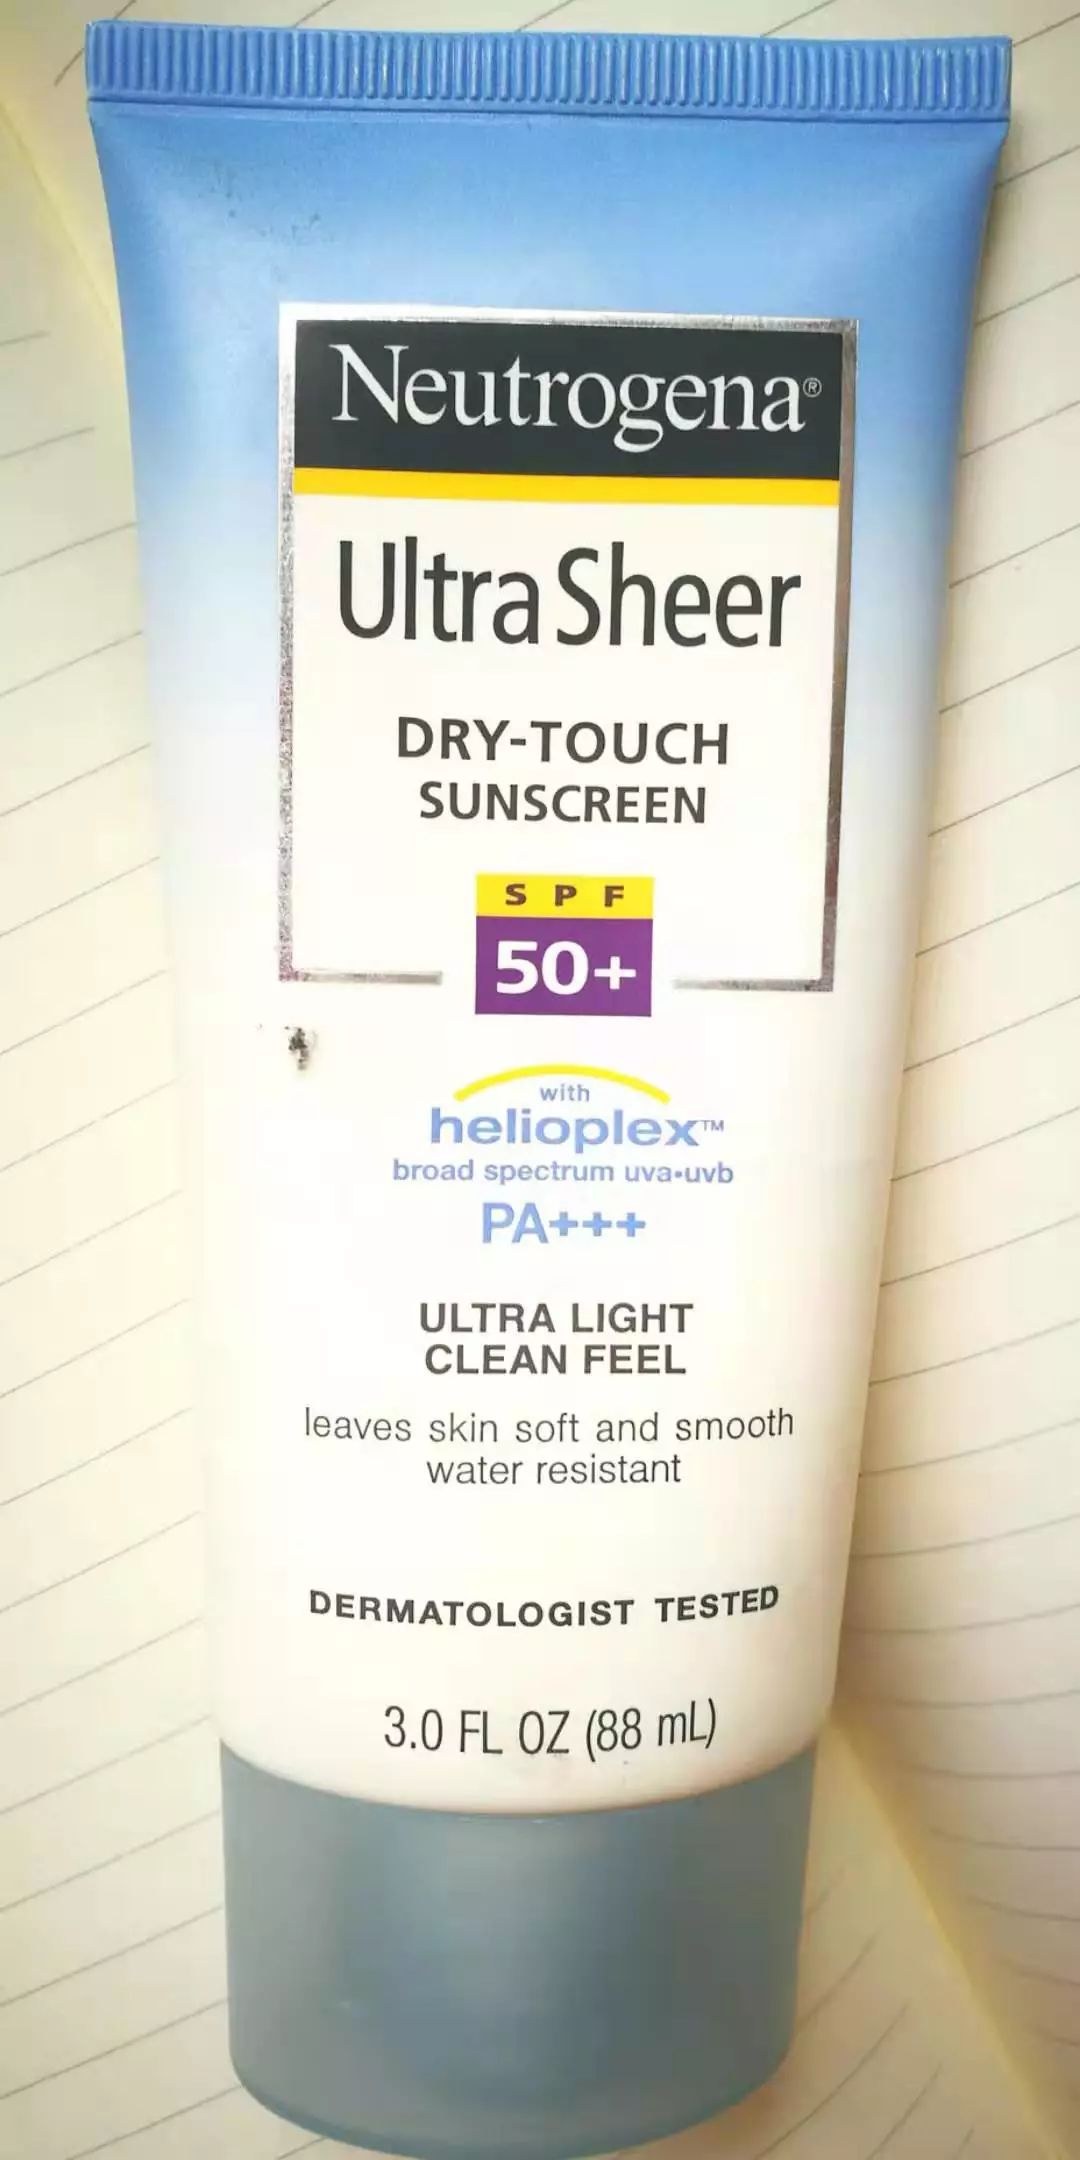 Neutrogena®
Ultra Sheer
DRY-TOUCH
SUNSCREEN
SPF
50+
with
helioplex™
broad spectrum uva•uvb
PA+++
ULTRA LIGHT
CLEAN FEEL
leaves skin soft and smooth
water resistant
DERMATOLOGIST TESTED
3.0 FL OZ (88 mL)